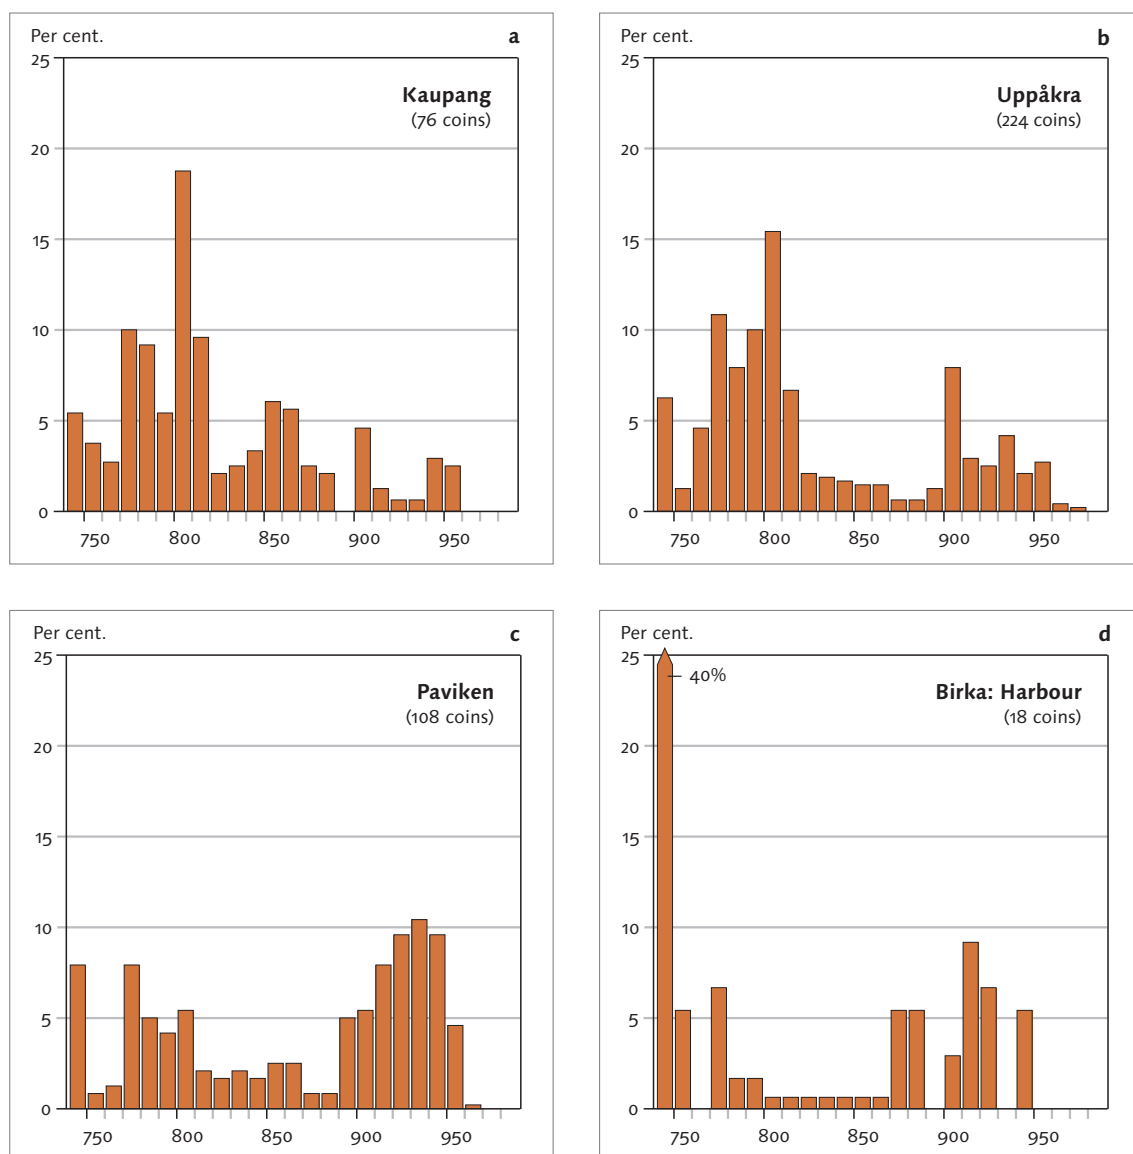 Per cent.
a
25
Kaupang
(76 coins)
20
15
10
5
0
750 800 850 900 950
Per cent.
b
25
Uppåkra
(224 coins)
20
15
10
5
0
750 800 850 900 950
Per cent.
c
25
Paviken
(108 coins)
20
15
10
5
0
750 800 850 900 950
Per cent.
d
25
40%
Birka: Harbour
(18 coins)
20
15
10
5
0
750 800 850 900 950